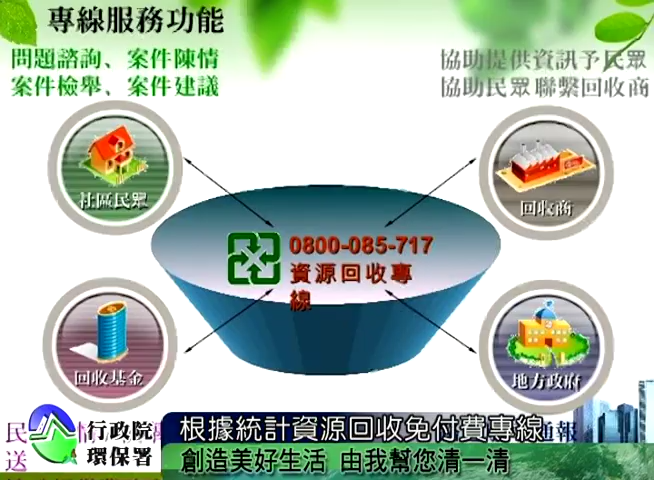 專線服務功能
問題諮詢、案件陳情
案件檢舉、案件建議
協助提供資訊予民眾
協助民眾聯繫回收商
社區民眾
回收商
0800-085-717
資源回收專
線
回收基金
地方政府
民
情
通報
送
行政院
環保署
根據統計資源回收免付費專線
創造美好生活 由我幫您清一清